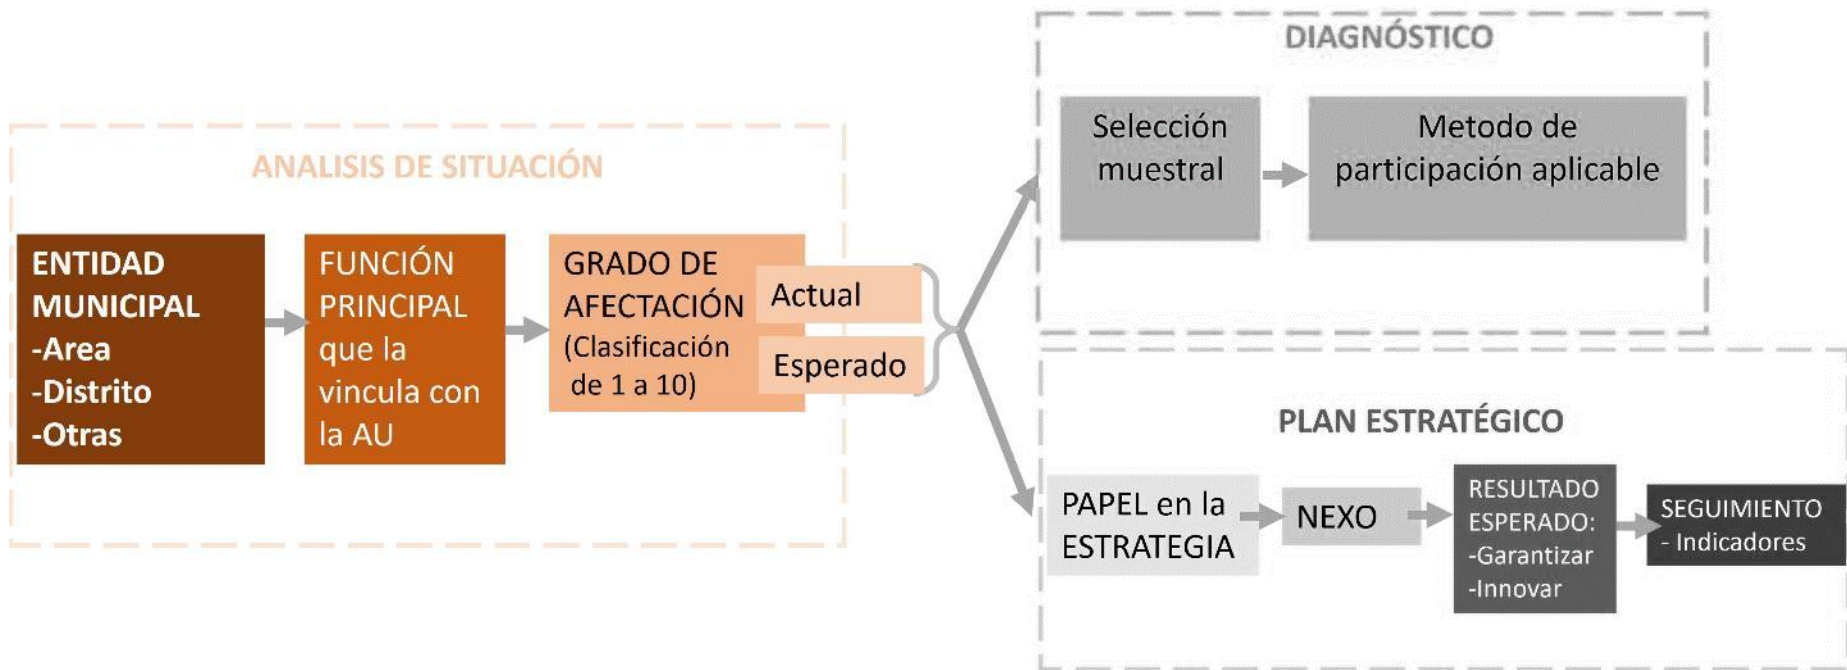 ANALISIS DE SITUACIÓN
ENTIDAD
MUNICIPAL
-Area
-Distrito
-Otras
FUNCIÓN
PRINCIPAL
que la
vincula con
la AU
GRADO DE
AFECTACIÓN
(Clasificación
de 1 a 10)
Actual
Esperado
DIAGNÓSTICO
Selección
muestral
Metodo de
participación aplicable
PLAN ESTRATÉGICO
PAPEL en la
ESTRATEGIA
NEXO
RESULTADO
ESPERADO:
-Garantizar
-Innovar
SEGUIMIENTO
- Indicadores